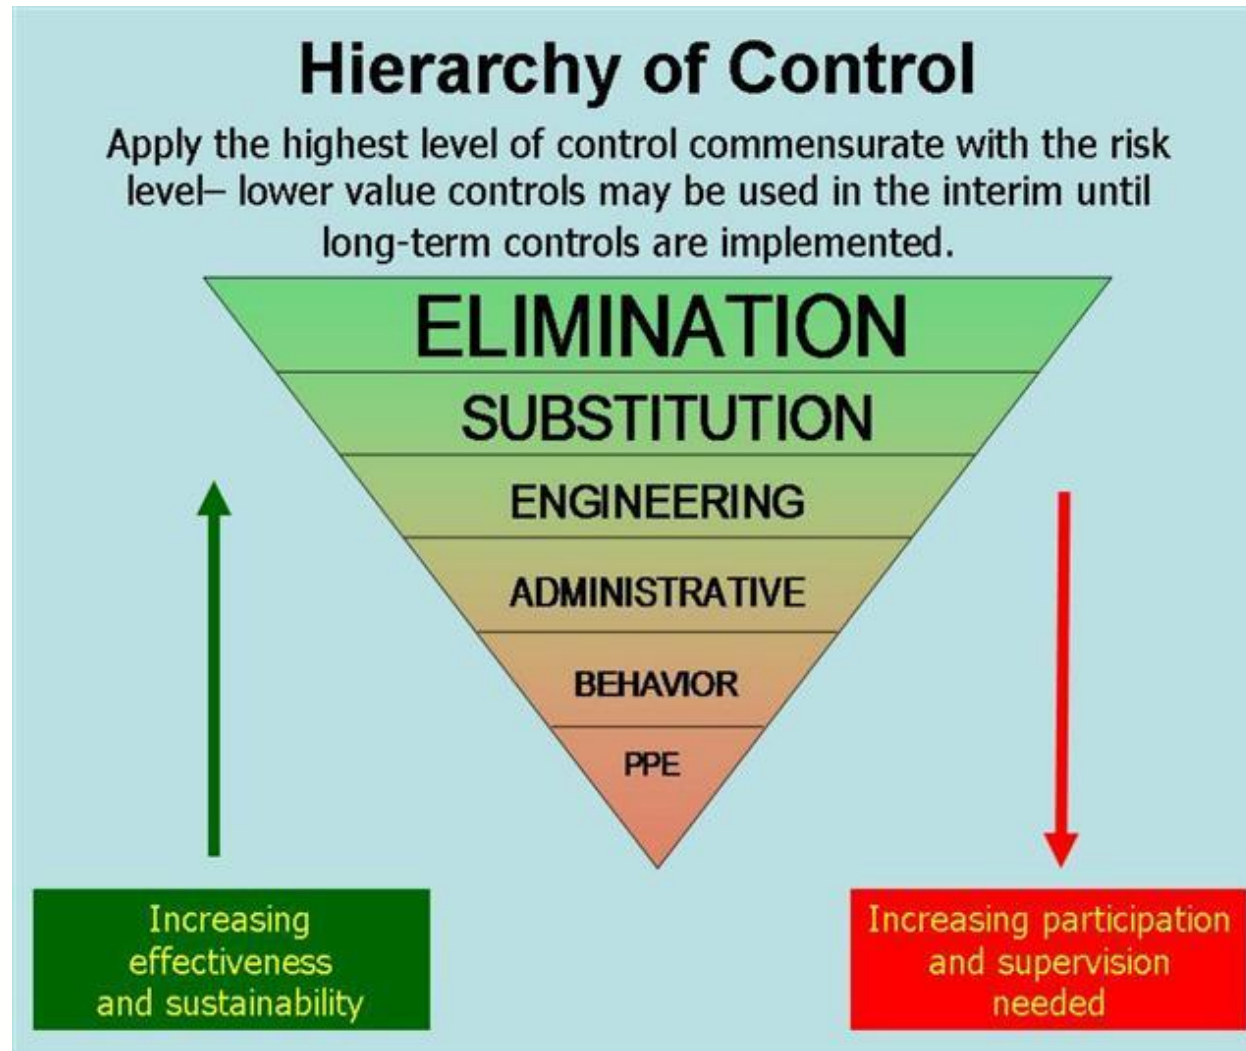 Hierarchy of Control
Apply the highest level of control commensurate with the risk
level– lower value controls may be used in the interim until
long-term controls are implemented.
ELIMINATION
SUBSTITUTION
ENGINEERING
ADMINISTRATIVE
BEHAVIOR
PPE
Increasing
effectiveness
and sustainability
Increasing participation
and supervision
needed